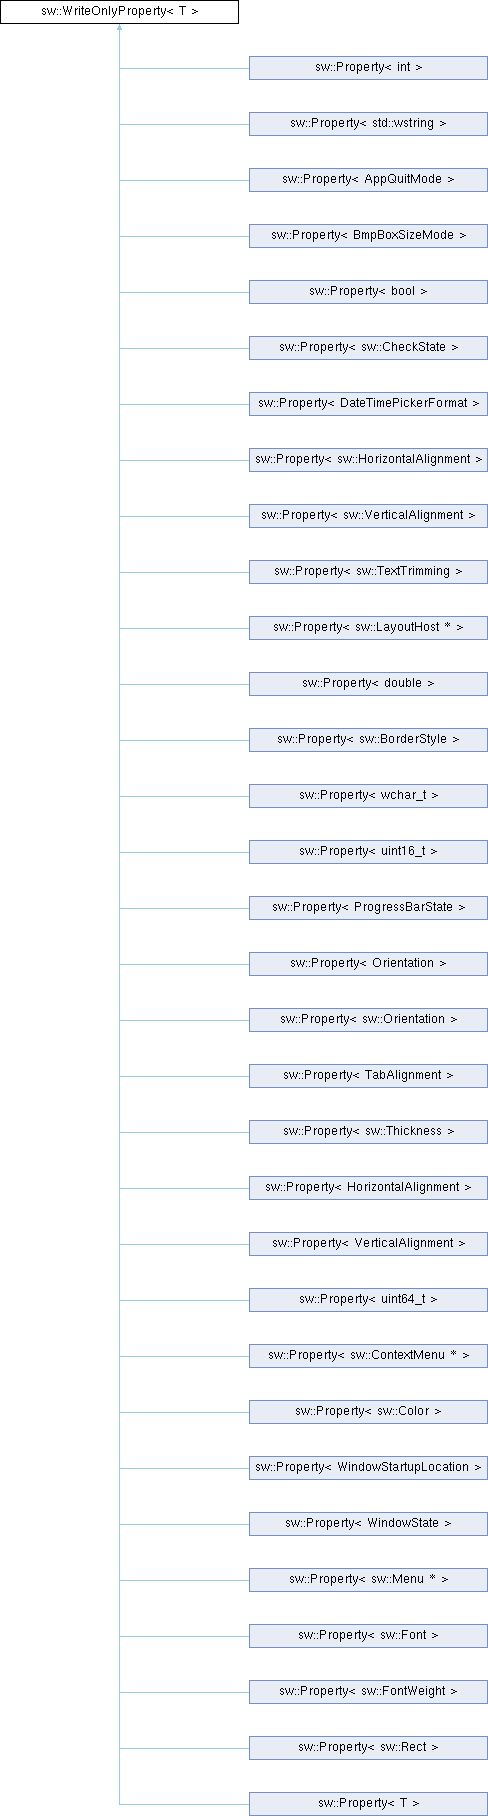 sw::WriteOnlyProperty< T >
sw::Property< int >
sw::Property< std::wstring >
sw::Property< AppQuitMode >
sw::Property< BmpBoxSizeMode >
sw::Property< bool >
sw::Property< sw::CheckState >
sw::Property< DateTimePickerFormat >
sw::Property< sw::HorizontalAlignment >
sw::Property< sw::VerticalAlignment >
sw::Property< sw::TextTrimming >
sw::Property< sw::LayoutHost * >
sw::Property< double >
sw::Property< sw::BorderStyle >
sw::Property< wchar_t >
sw::Property< uint16_t >
sw::Property< ProgressBarState >
sw::Property< Orientation >
sw::Property< sw::Orientation >
sw::Property< TabAlignment >
sw::Property< sw::Thickness >
sw::Property< HorizontalAlignment >
sw::Property< VerticalAlignment >
sw::Property< uint64_t >
sw::Property< sw::ContextMenu * >
sw::Property< sw::Color >
sw::Property< WindowStartupLocation >
sw::Property< WindowState >
sw::Property< sw::Menu * >
sw::Property< sw::Font >
sw::Property< sw::FontWeight >
sw::Property< sw::Rect >
sw::Property< T >